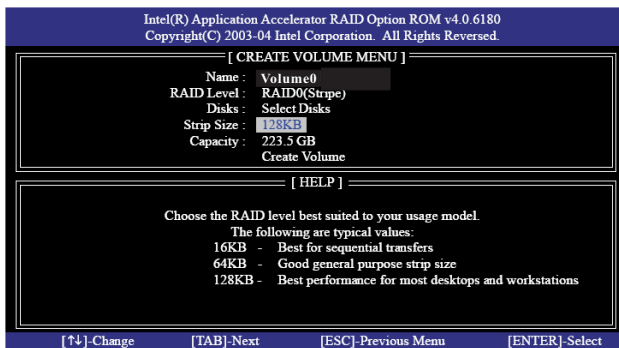 Intel(R) Application Accelerator RAID Option ROM v4.0.6180
Copyright(C) 2003-04 Intel Corporation. All Rights Reversed.
[ CREATE VOLUME MENU ]
Name : Volume0
RAID Level : RAID0(Stripe)
Disks : Select Disks
Strip Size : 128KB
Capacity : 223.5 GB
Create Volume
[ HELP ]
Choose the RAID level best suited to your usage model.
The following are typical values:
16KB - Best for sequential transfers
64KB - Good general purpose strip size
128KB - Best performance for most desktops and workstations
[↑↓]-Change [TAB]-Next [ESC]-Previous Menu [ENTER]-Select